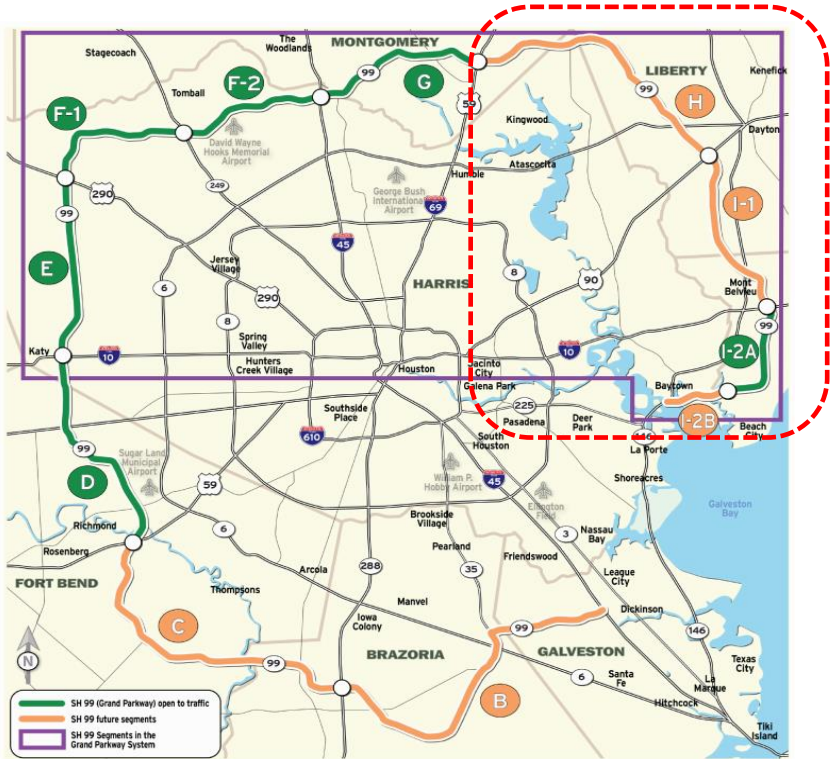 MONTGOMERY
The
Woodlands
Stagecoach
F-2
99
G
LIBERTY
Kenefick
Tomball
99
H
59
F-1
Kingwood
David Wayne
Hooks Memorial
Airport
Dayton
Atascocita
Humble
290
249
George Bush
International
Airport
69
I-1
99
45
E
Jersey
Village
6
290
HARRIS
8
90
Mont
Belvieu
8
99
Katy
10
Spring
Valley
Hunters
Creek Village
Houston
Jacinto
City
10
I-2A
Galena Park
Baytown
Southside
Place
225
Pasadena
Deer
Park
I-2B
Beach
City
610
146
South
Houston
La Porte
99
Sugar Land
Municipal
Airport
D
59
William P.
Hobby Airport
45
Ellington
Field
Shoreacres
Galveston
Bay
Richmond
6
Brookside
Village
3
Nassau
Bay
Rosenberg
Pearland
Friendswood
FORT BEND
Thompsons
Arcola
288
35
League
City
Manvel
Dickinson
C
Iowa
Colony
99
146
99
BRAZORIA
GALVESTON
Texas
City
N
6
Santa
Fe
La
Marque
B
Hitchcock
Tiki
Island
SH 99 (Grand Parkway) open to traffic
SH 99 future segments
SH 99 Segments in the
Grand Parkway System